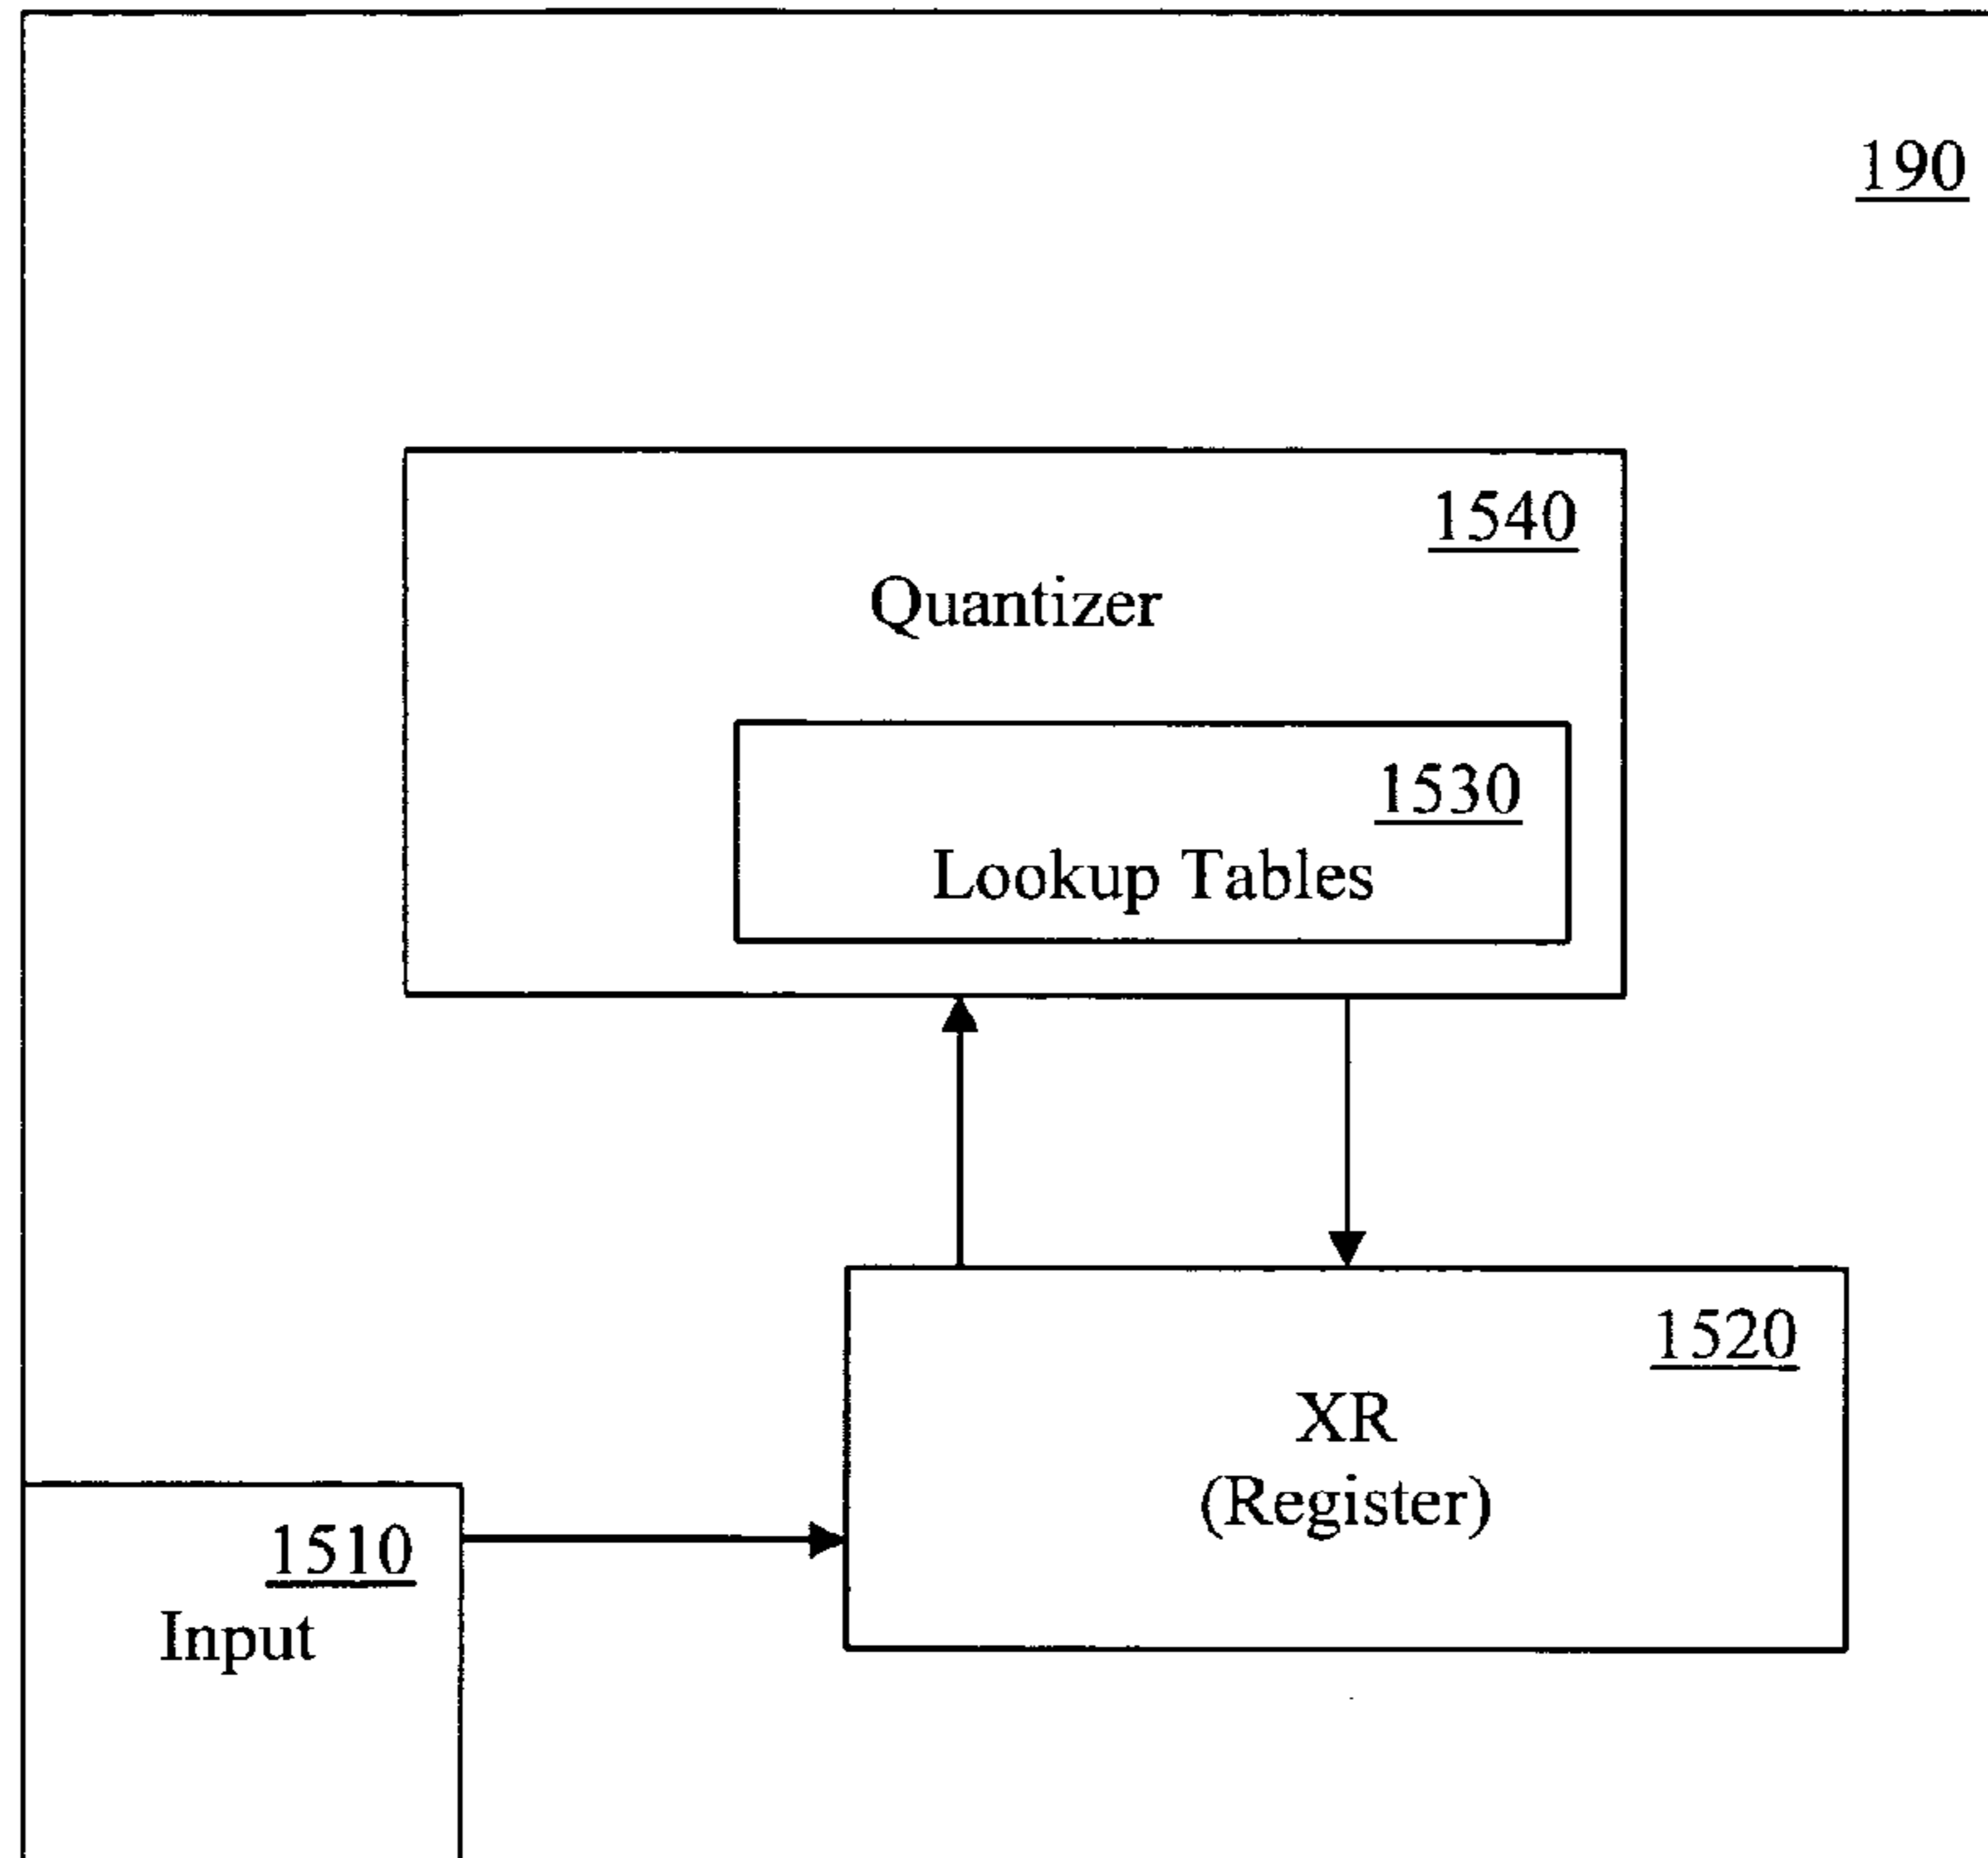 190
1540
Quantizer
1530
Lookup Tables
1520
XR
(Register)
1510
Input